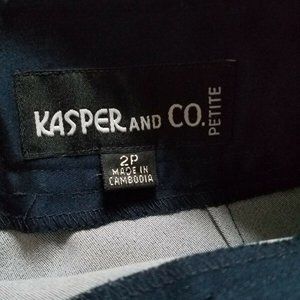 KASPER AND CO.
PETITE
2P
MADE IN
CAMBODIA